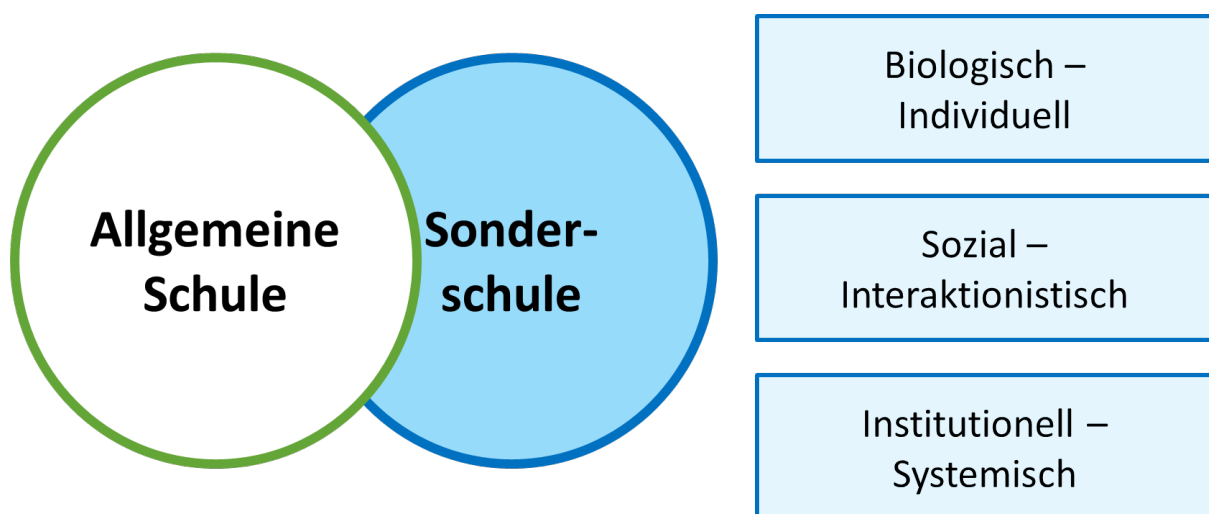 Allgemeine
Schule
Sonder-
schule
Biologisch –
Individuell
Sozial –
Interaktionistisch
Institutionell –
Systemisch